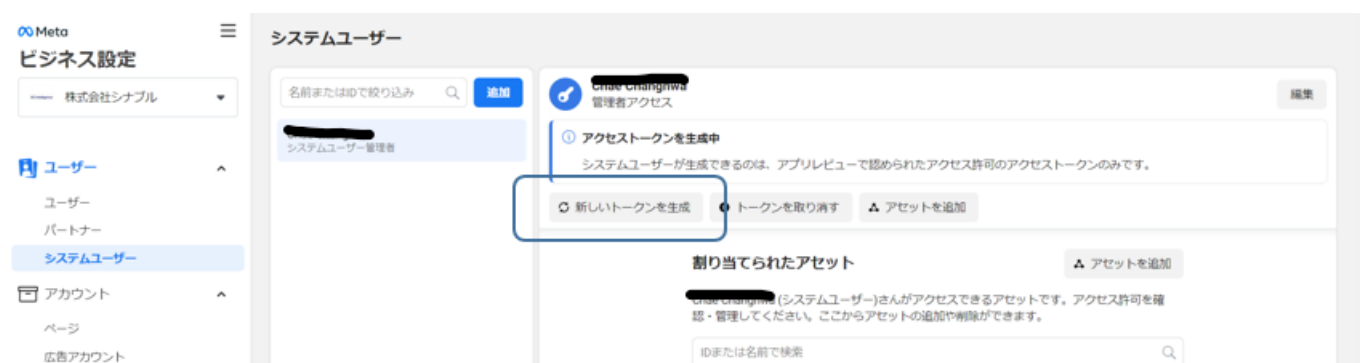 Meta
ビジネス設定
株式会社シナブル
ユーザー
ユーザー
パートナー
システムユーザー
アカウント
ページ
広告アカウント
システムユーザー
名前またはIDで絞り込み
追加
システムユーザー管理者
管理者アクセス
編集
アクセストークンを生成中
システムユーザーが生成できるのは、アプリレビューで認められたアクセス許可のアクセストークンのみです。
新しいトークンを生成
トークンを取り消す
アセットを追加
割り当てられたアセット
アセットを追加
(システムユーザー)さんがアクセスできるアセットです。アクセス許可を確
認・管理してください。ここからアセットの追加や削除ができます。
IDまたは名前で検索